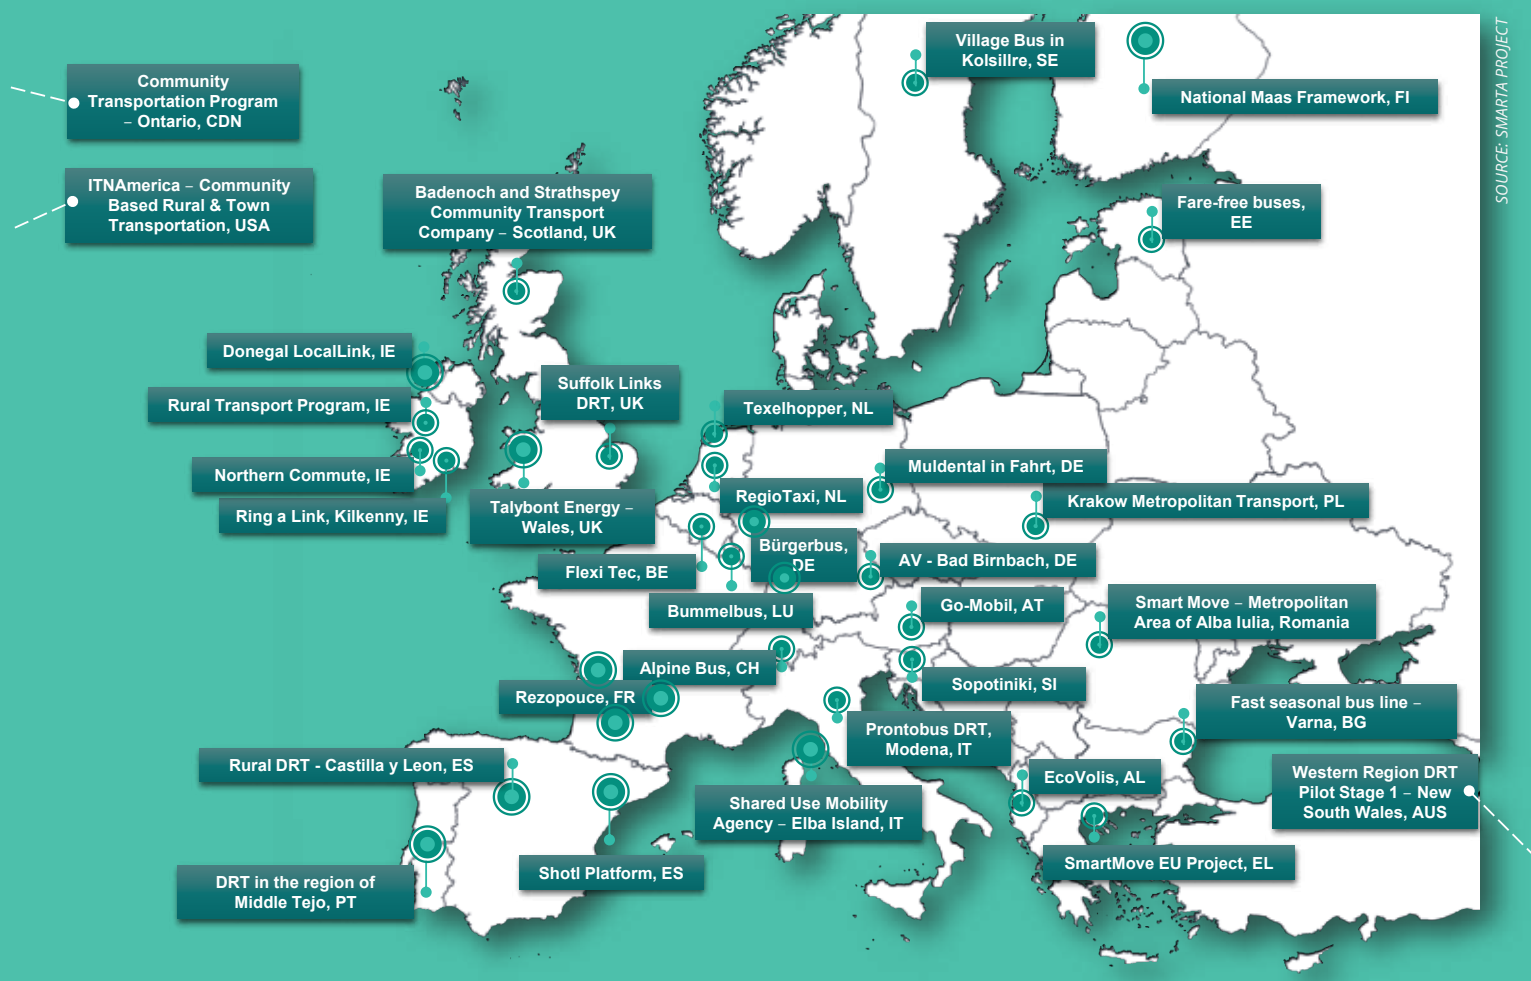 Village Bus in
Kolsillre, SE
National Maas Framework, FI
SOURCE: SMARTA PROJECT
Community
Transportation Program
– Ontario, CDN
ITNAmerica – Community
Based Rural & Town
Transportation, USA
Badenoch and Strathspey
Community Transport
Company – Scotland, UK
Fare-free buses,
EE
Donegal LocalLink, IE
Rural Transport Program, IE
Northern Commute, IE
Ring a Link, Kilkenny, IE
Suffolk Links
DRT, UK
Talybont Energy –
Wales, UK
Texelhopper, NL
RegioTaxi, NL
Muldental in Fahrt, DE
Krakow Metropolitan Transport, PL
Bürgerbus,
DE
AV - Bad Birnbach, DE
Flexi Tec, BE
Bummelbus, LU
Go-Mobil, AT
Smart Move – Metropolitan
Area of Alba Iulia, Romania
Alpine Bus, CH
Rezopouce, FR
Sopotiniki, SI
Fast seasonal bus line –
Varna, BG
Prontobus DRT,
Modena, IT
Rural DRT - Castilla y Leon, ES
EcoVolis, AL
Western Region DRT
Pilot Stage 1 – New
South Wales, AUS
Shared Use Mobility
Agency – Elba Island, IT
Shotl Platform, ES
SmartMove EU Project, EL
DRT in the region of
Middle Tejo, PT